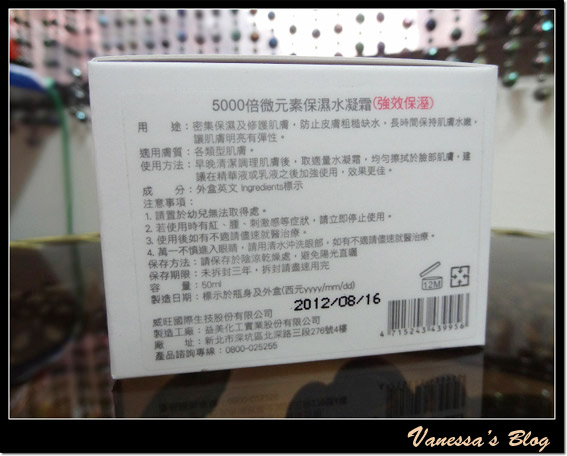 5000倍微元素保濕水凝霜(強效保溼)
用　　途：密集保濕及修護肌膚，防止皮膚粗糙缺水，長時間保持肌膚水嫩，
讓肌膚明亮有彈性。
適用膚質：各類型肌膚。
使用方法：早晚清潔調理肌膚後，取適量水凝霜，均勻擦拭於臉部肌膚，建
議在精華液或乳液之後加強使用，效果更佳。
成　　分：外盒英文 Ingredients標示
注意事項：
1. 請置於幼兒無法取得處。
2. 若使用時有紅、腫、刺激感等症狀，請立即停止使用。
3. 使用後如有不適請儘速就醫治療。
4. 萬一不慎進入眼睛，請用清水沖洗眼部，如有不適請儘速就醫治療。
保存方法：請保存於陰涼乾燥處，避免陽光直曬
保存期限：未拆封三年，拆封請盡速用完
容　　量：50ml
製造日期：標示於瓶身及外盒(西元yyyy/mm/dd)
2012/08/16
12M
威旺國際生技股份有限公司
製造工廠：益美化工實業股份有限公司
廠　　址：新北市深坑區北深路三段276號4樓
產品諮詢專線：0800-025255
4715243439956
Vanessa's Blog